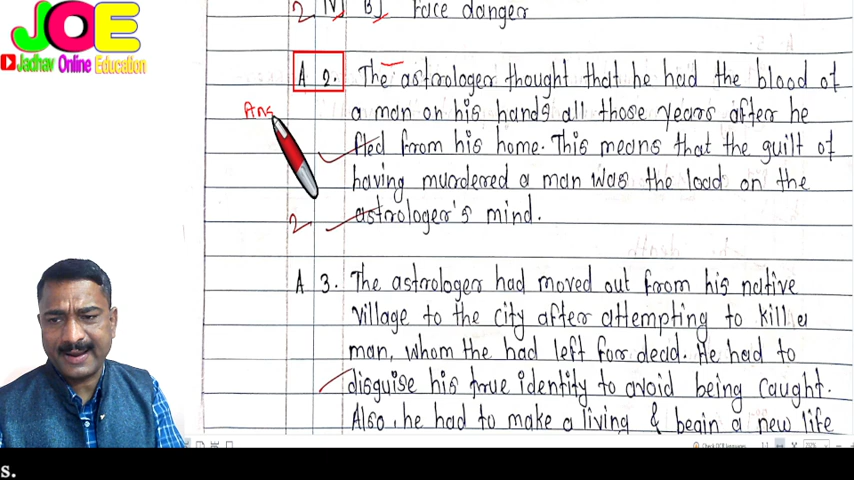 JOE
Jadhav Online Education
2 IV] B] Face danger
A 2. The astrologer thought that he had the blood of
Ans
a man on his hands all those years after he
fled from his home. This means that the guilt of
having murdered a man was the load on the
2 astrologer's mind.
A 3. The astrologer had moved out from his native
village to the city after attempting to kill a
man, whom the had left for dead. He had to
disguise his true identity to avoid being caught.
Also, he had to make a living & begin a new life
s.